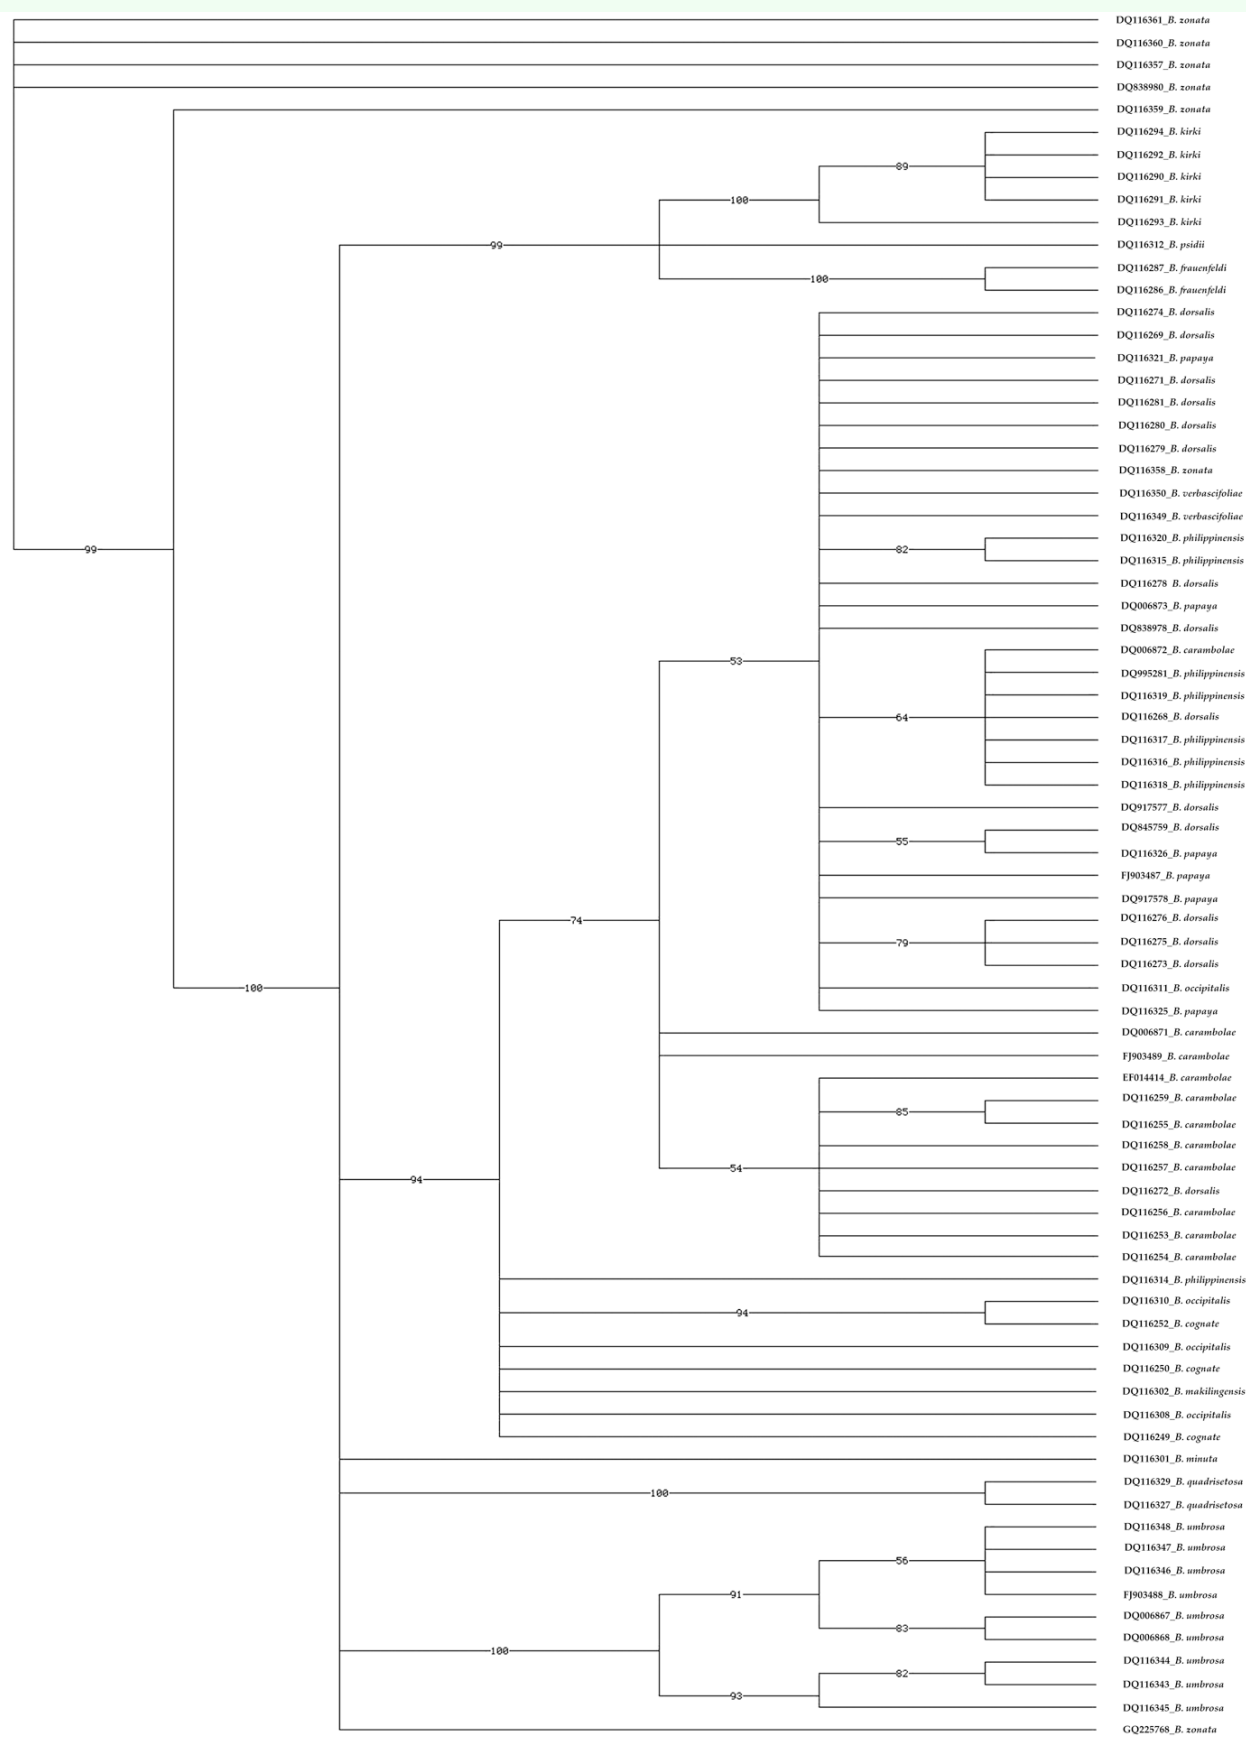 DQ116361_B. zonata
DQ116360_B. zonata
DQ116357_B. zonata
DQ838980_B. zonata
DQ116359_B. zonata
DQ116294_B. kirki
DQ116292_B. kirki
89
DQ116290_B. kirki
DQ116291_B. kirki
100
DQ116293_B. kirki
DQ116312_B. psidii
99
DQ116287_B. frauenfeldi
100
DQ116286_B. frauenfeldi
DQ116274_B. dorsalis
DQ116269_B. dorsalis
DQ116321_B. papaya
DQ116271_B. dorsalis
DQ116281_B. dorsalis
DQ116280_B. dorsalis
DQ116279_B. dorsalis
DQ116358_B. zonata
DQ116350_B. verbascifoliae
DQ116349_B. verbascifoliae
DQ116320_B. philippinensis
99
82
DQ116315_B. philippinensis
DQ116278 B. dorsalis
DQ006873_B. papaya
DQ838978_B. dorsalis
DQ006872_B. carambolae
53
DQ995281_B. philippinensis
DQ116319_B. philippinensis
64
DQ116268_B. dorsalis
DQ116317_B. philippinensis
DQ116316_B. philippinensis
DQ116318_B. philippinensis
DQ917577_B. dorsalis
DQ845759_B. dorsalis
55
DQ116326_B. papaya
FJ903487_B. papaya
DQ917578_B. papaya
74
DQ116276_B. dorsalis
79
DQ116275_B. dorsalis
DQ116273_B. dorsalis
100
DQ116311_B. occipitalis
DQ116325_B. papaya
DQ006871_B. carambolae
FJ903489_B. carambolae
EF014414_B. carambolae
DQ116259_B. carambolae
85
DQ116255_B. carambolae
DQ116258_B. carambolae
54
DQ116257_B. carambolae
94
DQ116272_B. dorsalis
DQ116256_B. carambolae
DQ116253_B. carambolae
DQ116254_B. carambolae
DQ116314_B. philippinensis
DQ116310_B. occipitalis
94
DQ116252_B. cognate
DQ116309_B. occipitalis
DQ116250_B. cognate
DQ116302_B. makilingensis
DQ116308_B. occipitalis
DQ116249_B. cognate
DQ116301_B. minuta
DQ116329_B. quadrisetosa
100
DQ116327_B. quadrisetosa
DQ116348_B. umbrosa
DQ116347_B. umbrosa
56
DQ116346_B. umbrosa
91
FJ903488_B. umbrosa
DQ006867_B. umbrosa
83
DQ006868_B. umbrosa
100
DQ116344_B. umbrosa
82
DQ116343_B. umbrosa
93
DQ116345_B. umbrosa
GQ225768_B. zonata